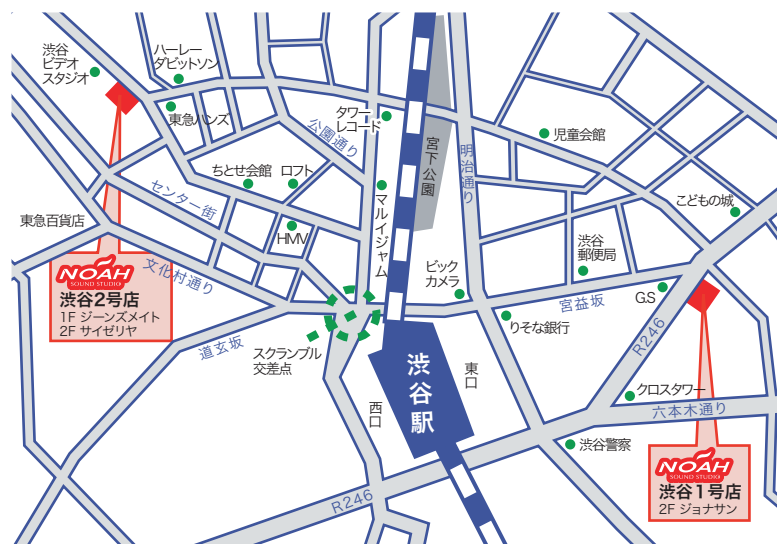 渋谷
ビデオ
スタジオ
ハーレー
ダビットソン
東急ハンズ
タワー
レコード
公園通り
宮下公園
明治通り
児童会館
ちとせ会館
ロフト
センター街
マルイジャム
こどもの城
東急百貨店
HMV
文化村通り
渋谷
郵便局
ビック
カメラ
G.S
宮益坂
りそな銀行
NOAH
SOUND STUDIO
渋谷2号店
1F ジーンズメイト
2F サイゼリヤ
道玄坂
スクランブル
交差点
渋谷駅
東口
西口
R246
クロスタワー
六本木通り
渋谷警察
R246
NOAH
SOUND STUDIO
渋谷1号店
2F ジョナサン